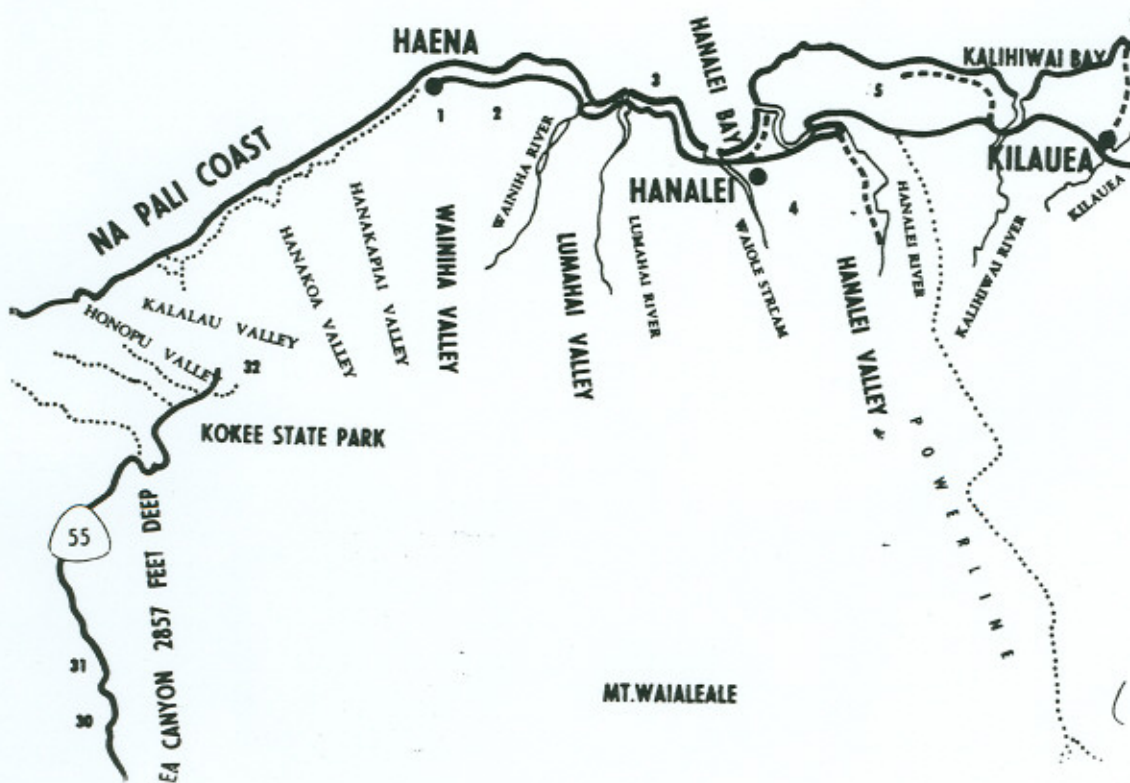 HAENA
HANALEI BAY
KALIHIWAI BAY
3
5
1
2
NA PALI COAST
WAINIHA RIVER
HANALEI
4
KILAUEA
KILAUEA
HANAKAPIAI VALLEY
WAINIHA VALLEY
LUMAHAI VALLEY
LUMAHAI RIVER
WAIOLE STREAM
HANALEI VALLEY &
HANALEI RIVER
KALIHIWAI RIVER
HANAKOA VALLEY
KALALAU VALLEY
HONOPU VALLEY
32
KOKEE STATE PARK
POWERLINE
55
EA CANYON 2857 FEET DEEP
31
30
MT.WAIALEALE